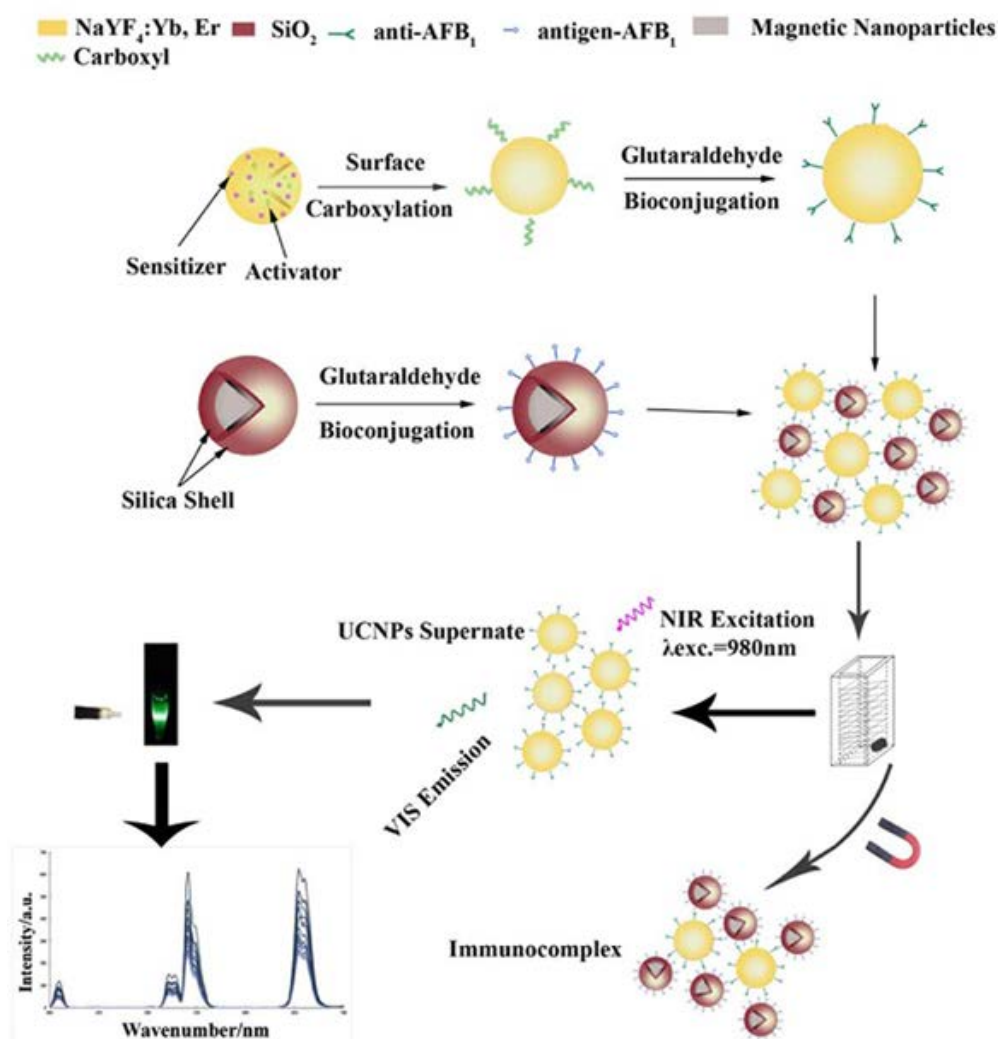 NaYF4:Yb, Er SiO2 anti-AFB1 antigen-AFB1 Magnetic Nanoparticles
Carboxyl
Surface
Carboxylation
Glutaraldehyde
Bioconjugation
Sensitizer
Activator
Glutaraldehyde
Bioconjugation
Silica Shell
UCNPs Supernate
NIR Excitation
λexc.=980nm
VIS Emission
Immunocomplex
Intensity/a.u.
Wavenumber/nm